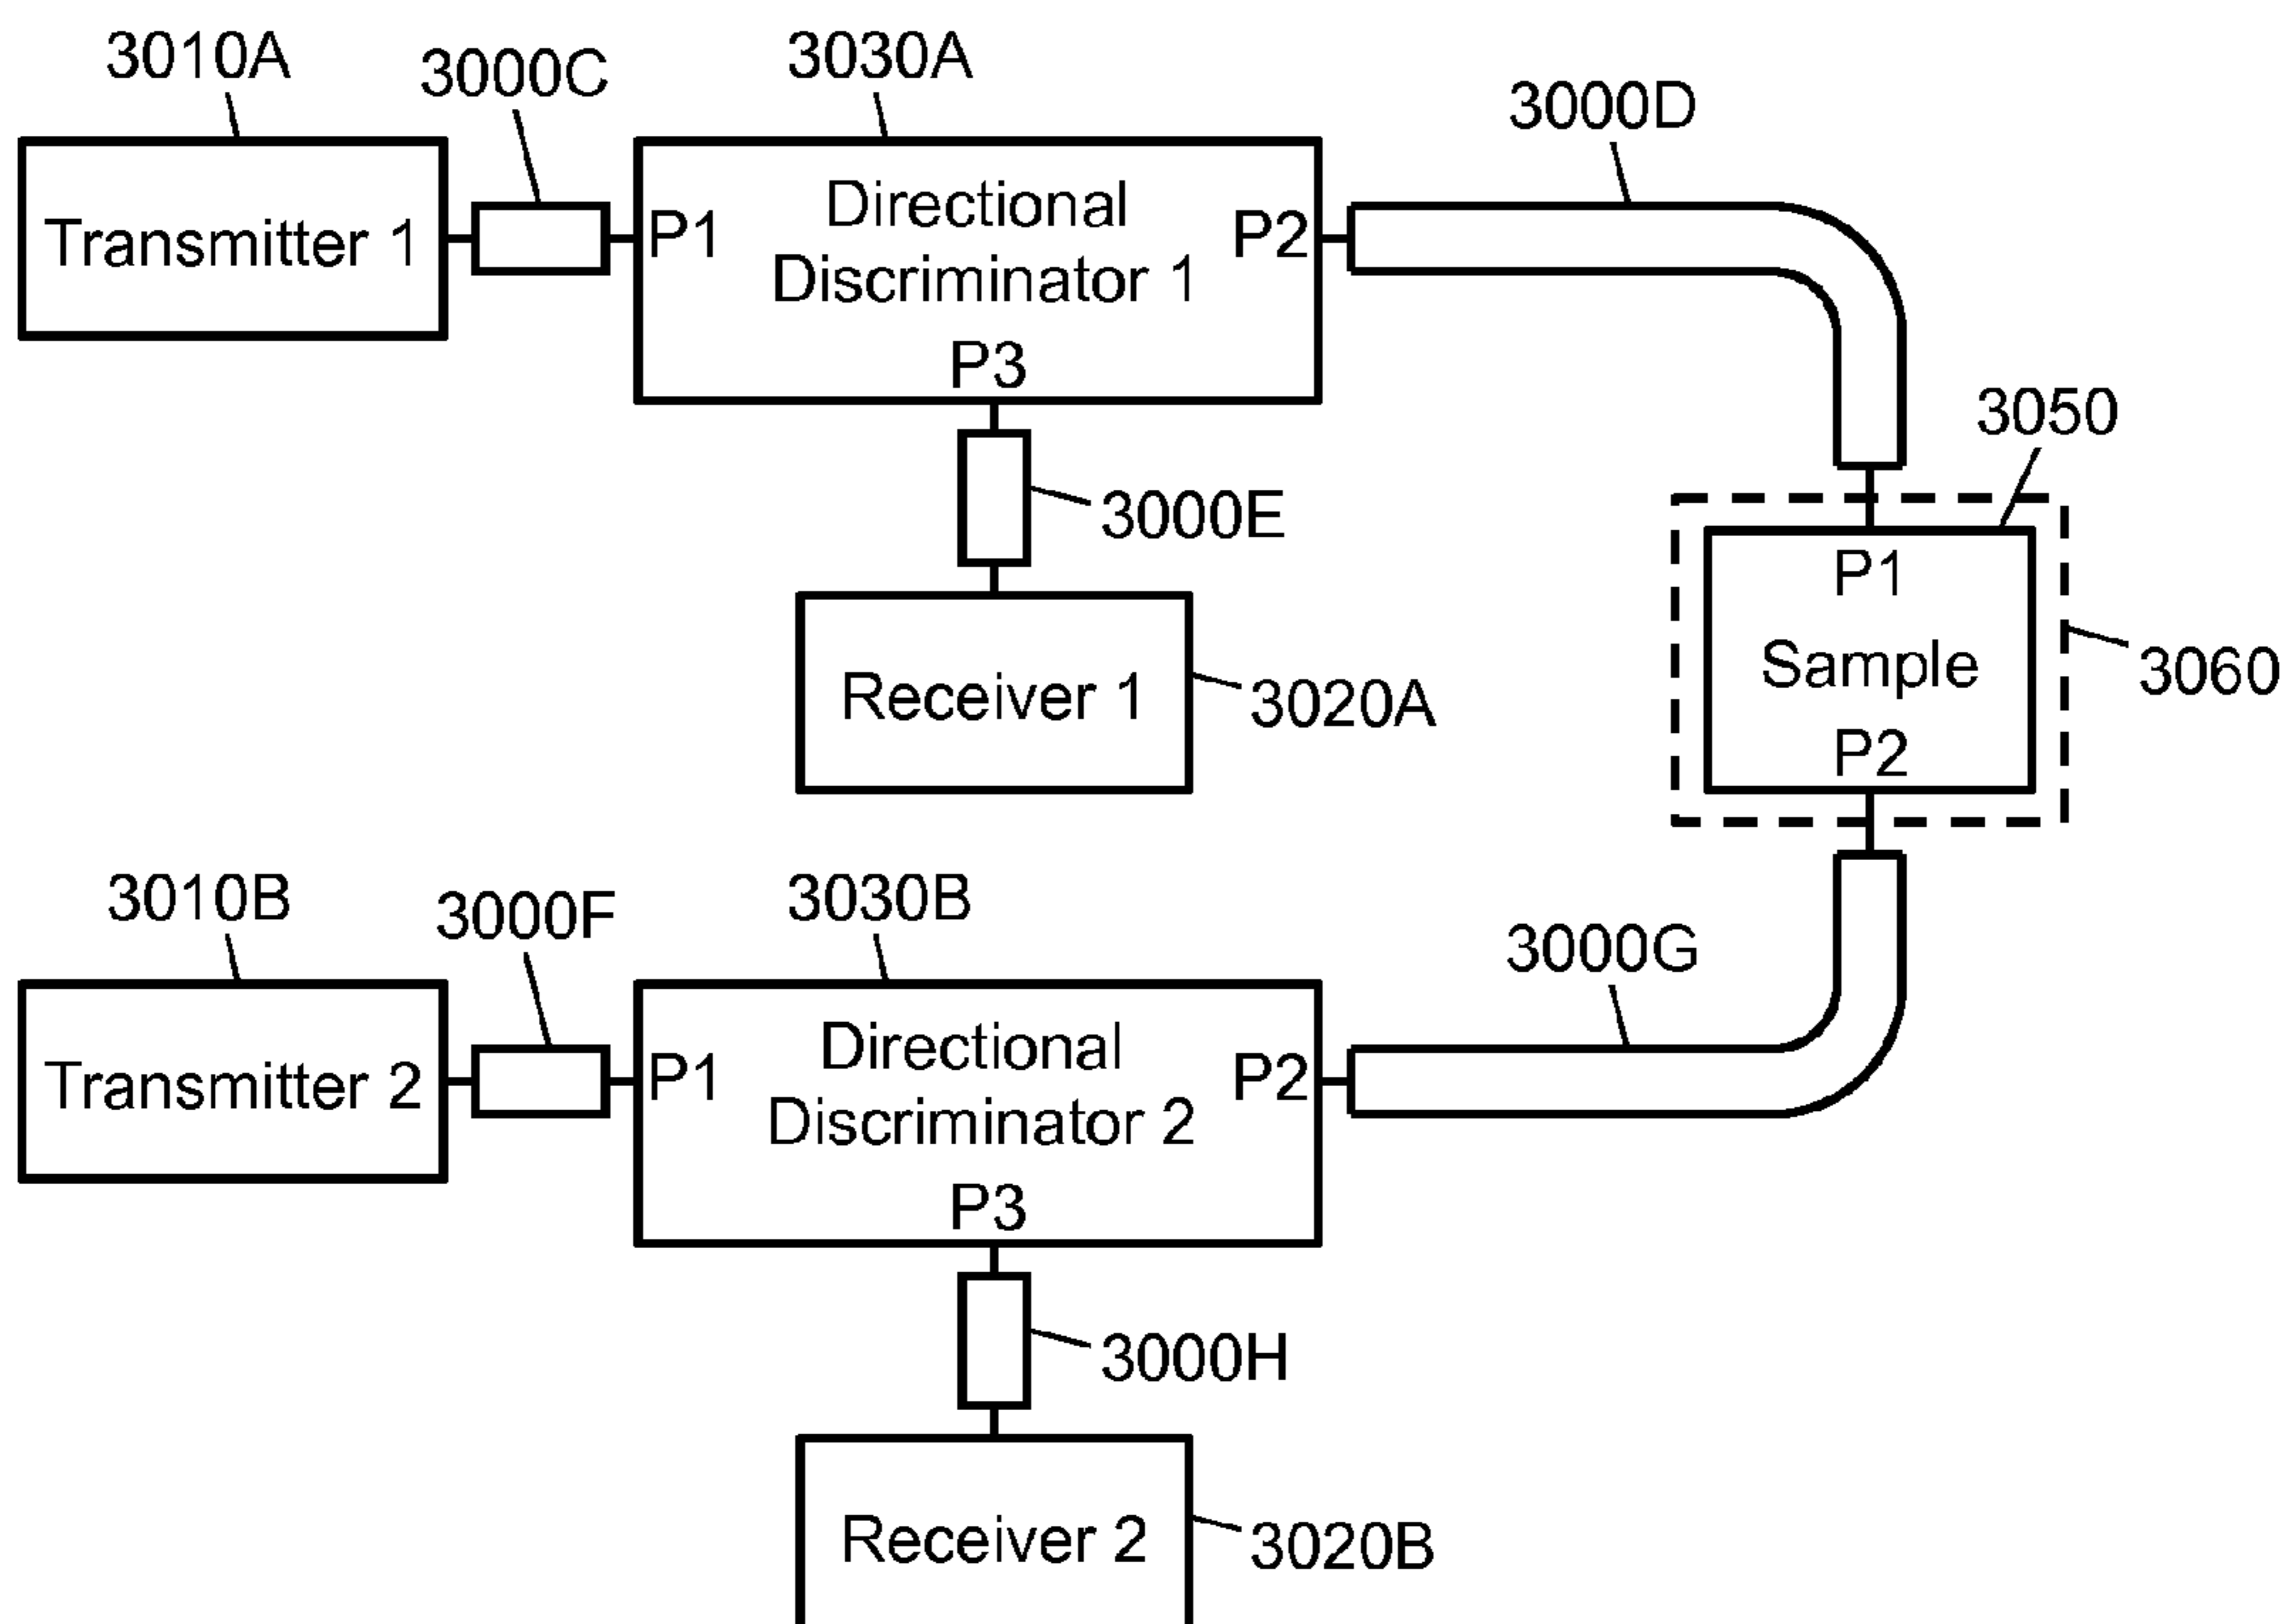 3010A
3000C
3030A
3000D
Transmitter 1
P1
Directional
Discriminator 1
P2
P3
3000E
3050
P1
Sample
P2
3060
Receiver 1
3020A
3010B
3000F
3030B
3000G
Transmitter 2
P1
Directional
Discriminator 2
P2
P3
3000H
Receiver 2
3020B